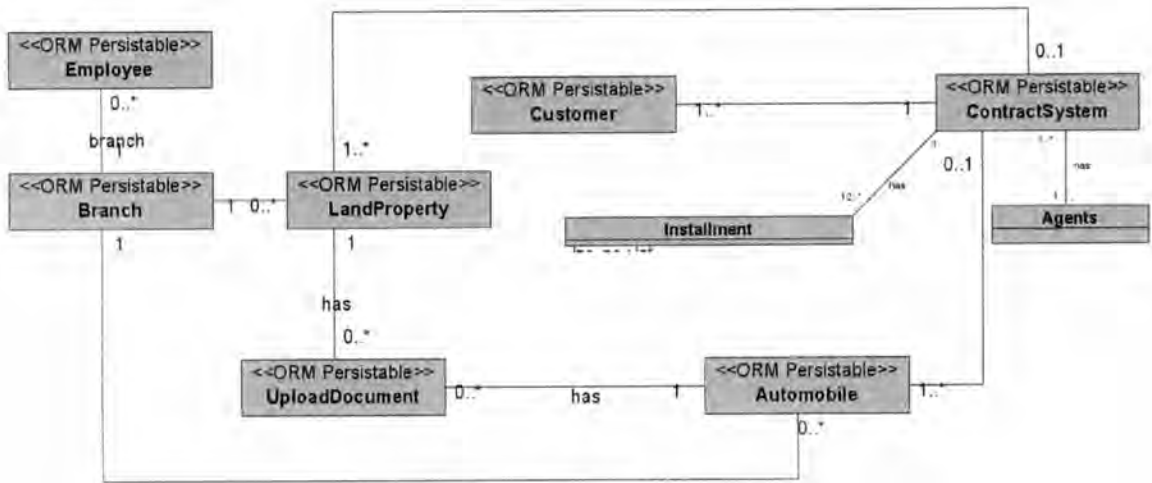 0..1
<<ORM Persistable>>
Employee
<<ORM Persistable>>
Customer
<<ORM Persistable>>
ContractSystem
0..*
1..*
1
branch
1
1..*
0..1
has
has
<<ORM Persistable>>
Branch
1
0..*
<<ORM Persistable>>
LandProperty
1
Installment
Agents
1
1
has
0..*
<<ORM Persistable>>
UploadDocument
0..*
has
1
<<ORM Persistable>>
Automobile
1..*
0..*